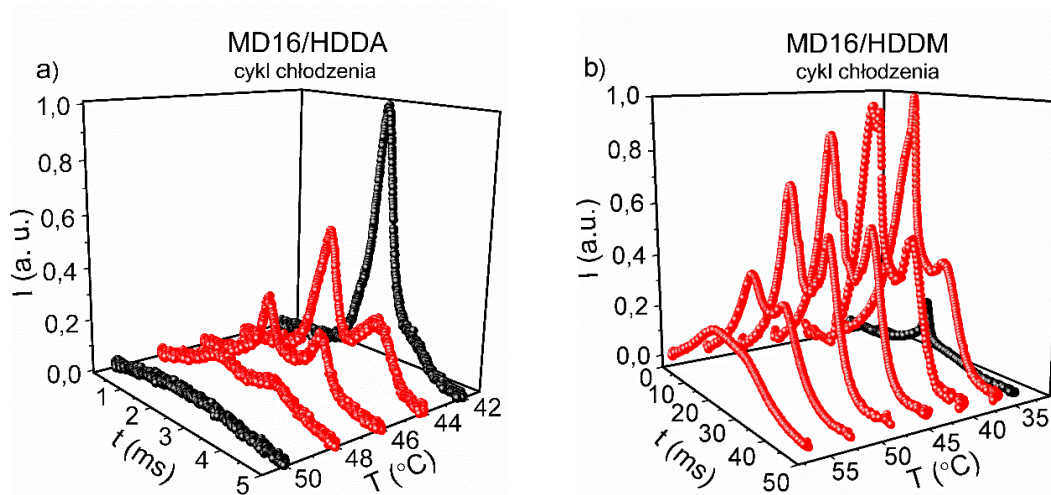 MD16/HDDA
cykl chłodzenia
a)
1,0
0,8
0,6
0,4
0,2
0,0
I (a. u.)
1
2
3
4
5
t (ms)
50
48
46
44
42
T (°C)
MD16/HDDM
cykl chłodzenia
b)
1,0
0,8
0,6
0,4
0,2
0,0
I (a.u.)
0
10
20
30
40
50
t (ms)
55
50
45
40
35
T (°C)